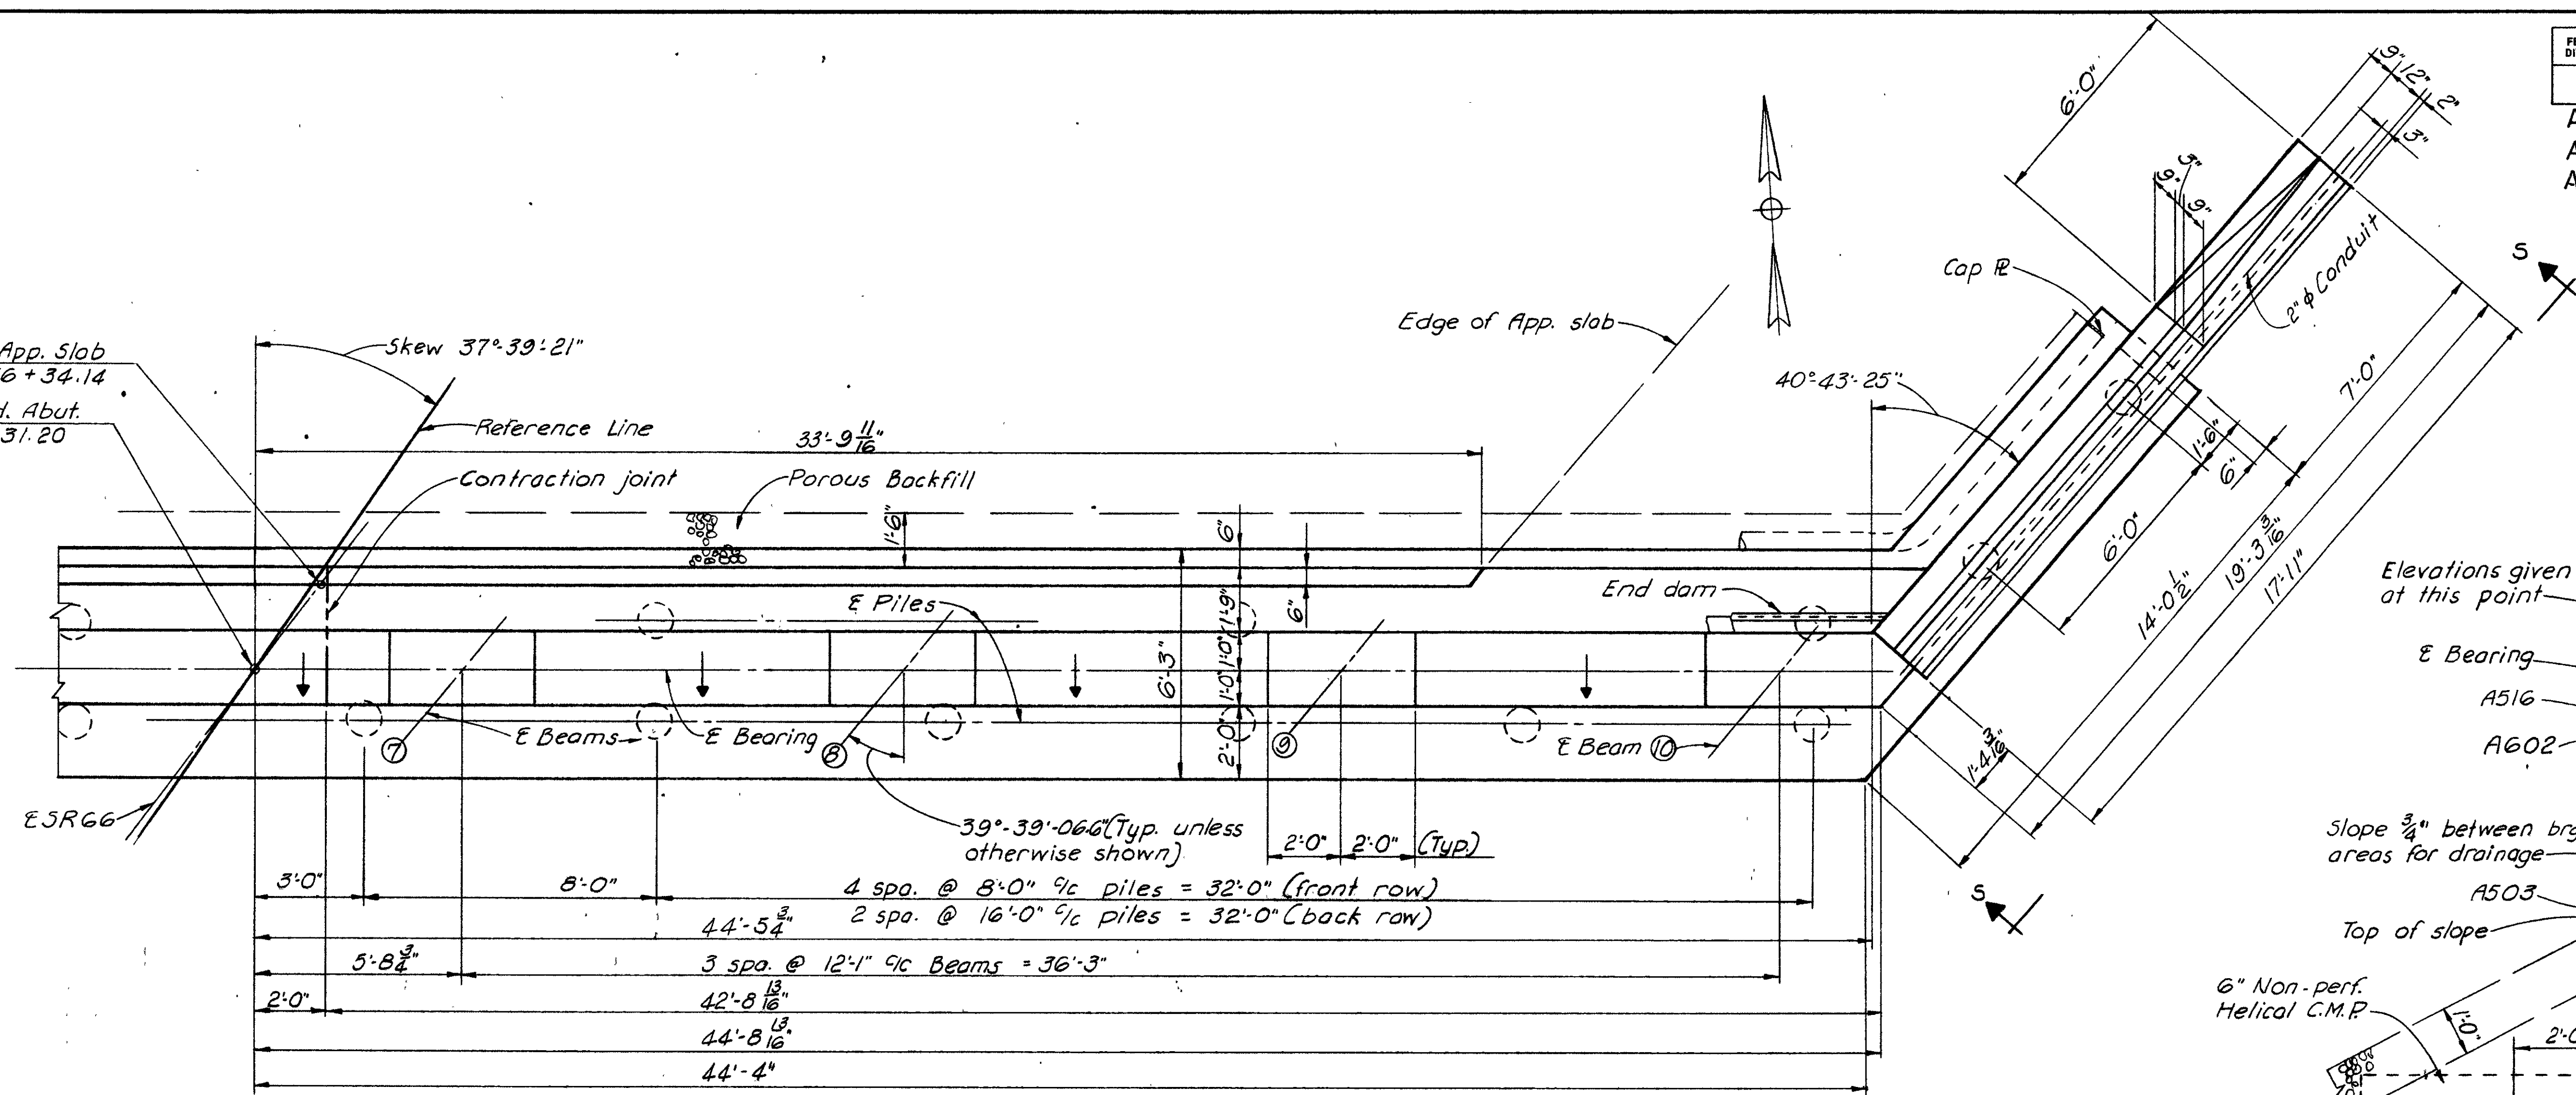 6'-0"
9"
12"
2"
3"
3"
9"
9"
2" ϕ Conduit
S
Cap ℄
Edge of App. slab
40°-43'-25"
7'-0"
App. Slab
6 + 34.14
Abut.
31.20
Skew 37°-39'-21"
Reference Line
33'-9 11/16"
Contraction joint
Porous Backfill
1'-6"
6"
6"
1'-9"
1'-0"
1'-0"
6'-3"
2'-0"
℄ Piles
End dam
1'-6"
6"
6'-0"
14'-0 1/2"
19'-3 3/16"
17'-11"
1'-4 3/16"
Elevations given
at this point
℄ Bearing
A516
A602
Slope 3/4" between brg
areas for drainage
A503
Top of slope
6" Non-perf.
Helical C.M.P.
1'-0"
℄ SR66
7
℄ Beams
℄ Bearing
8
9
℄ Beam 10
39°-39'-06.6" (Typ. unless
otherwise shown)
2'-0" 2'-0" (Typ.)
S
3'-0"
8'-0"
4 spa. @ 8'-0" c/c piles = 32'-0" (front row)
2 spa. @ 16'-0" c/c piles = 32'-0" (back row)
44'-5 3/4"
5'-8 3/4"
3 spa. @ 12'-1" c/c Beams = 36'-3"
2'-0"
42'-8 13/16"
44'-8 13/16"
44'-4"